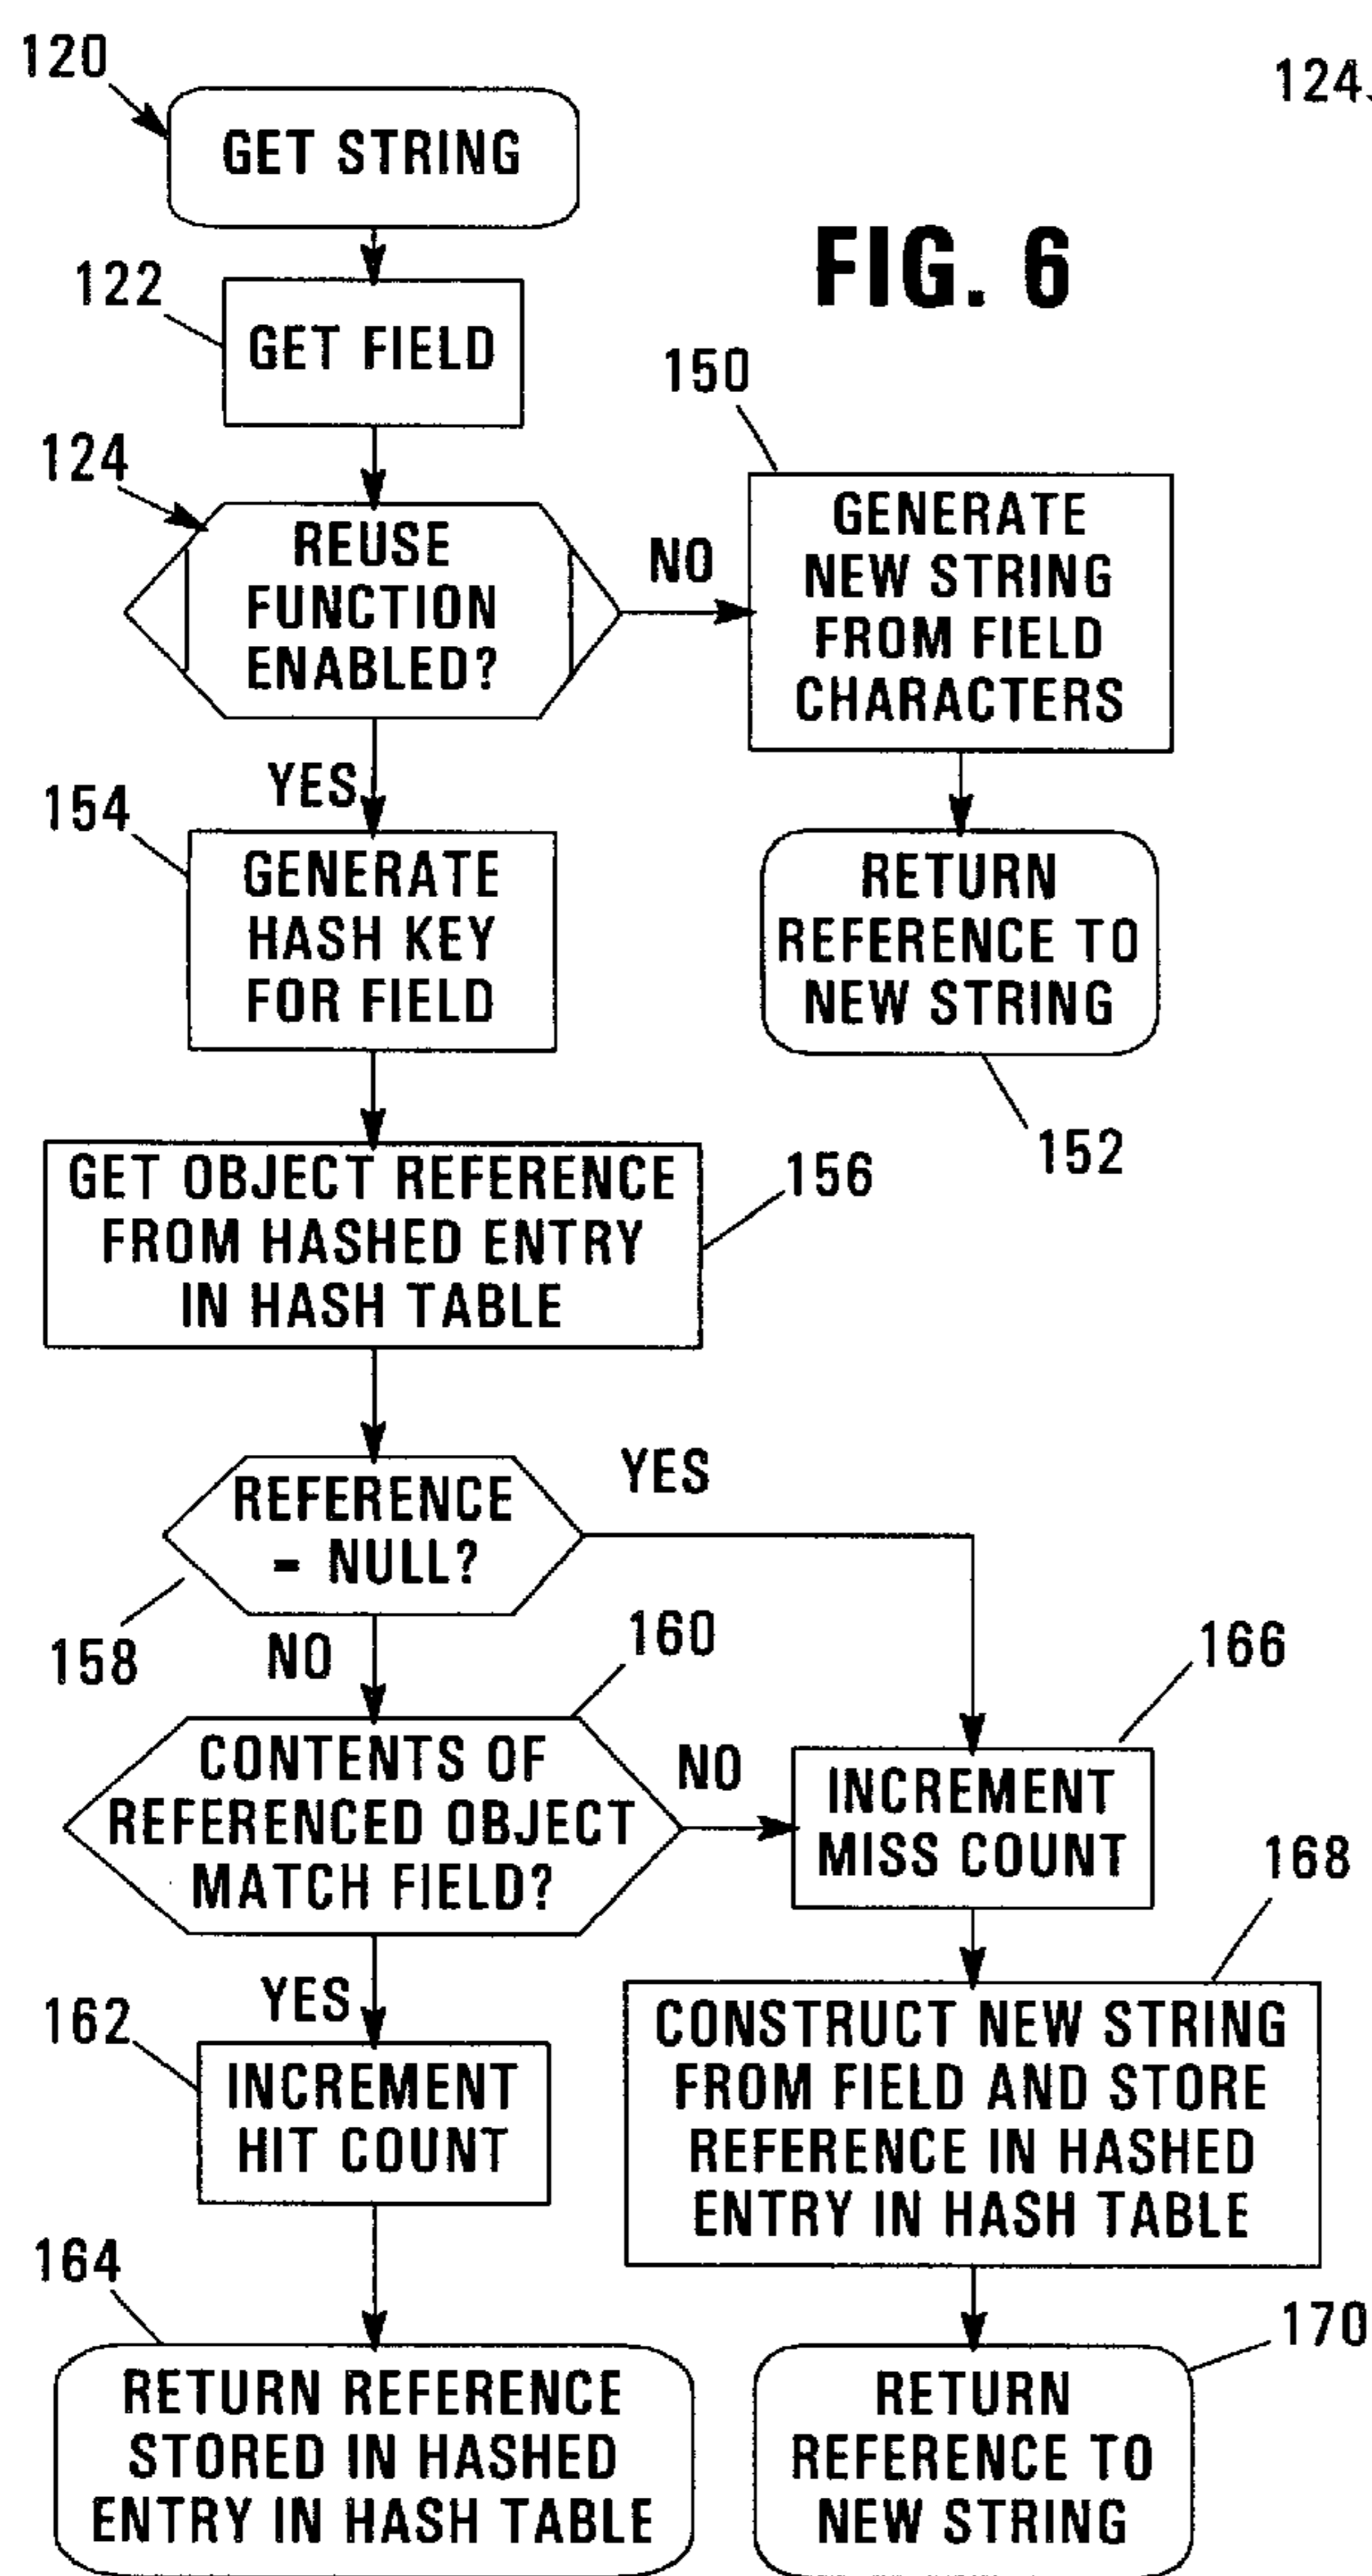 120
124
GET STRING
FIG. 6
122
GET FIELD
150
124
REUSE
FUNCTION
ENABLED?
NO
GENERATE
NEW STRING
FROM FIELD
CHARACTERS
YES
154
GENERATE
HASH KEY
FOR FIELD
RETURN
REFERENCE TO
NEW STRING
152
GET OBJECT REFERENCE
FROM HASHED ENTRY
IN HASH TABLE
156
REFERENCE
= NULL?
YES
158
NO
160
166
CONTENTS OF
REFERENCED OBJECT
MATCH FIELD?
NO
INCREMENT
MISS COUNT
168
YES
162
INCREMENT
HIT COUNT
CONSTRUCT NEW STRING
FROM FIELD AND STORE
REFERENCE IN HASHED
ENTRY IN HASH TABLE
164
170
RETURN REFERENCE
STORED IN HASHED
ENTRY IN HASH TABLE
RETURN
REFERENCE TO
NEW STRING